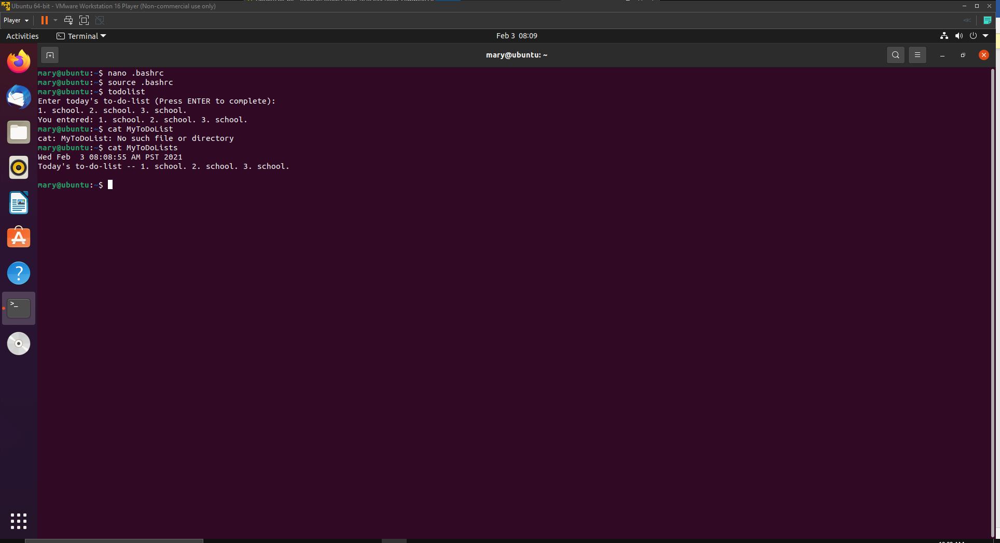 Ubuntu 64-bit - VMware Workstation 16 Player (Non-commercial use only)
Player
Activities Terminal Feb 3 08:09
mary@ubuntu: ~
mary@ubuntu:~$ nano .bashrc
mary@ubuntu:~$ source .bashrc
mary@ubuntu:~$ todolist
Enter today's to-do-list (Press ENTER to complete):
1. school. 2. school. 3. school.
You entered: 1. school. 2. school. 3. school.
mary@ubuntu:~$ cat MyToDoList
cat: MyToDoList: No such file or directory
mary@ubuntu:~$ cat MyToDoLists
Wed Feb  3 08:08:55 AM PST 2021
Today's to-do-list -- 1. school. 2. school. 3. school.
mary@ubuntu:~$